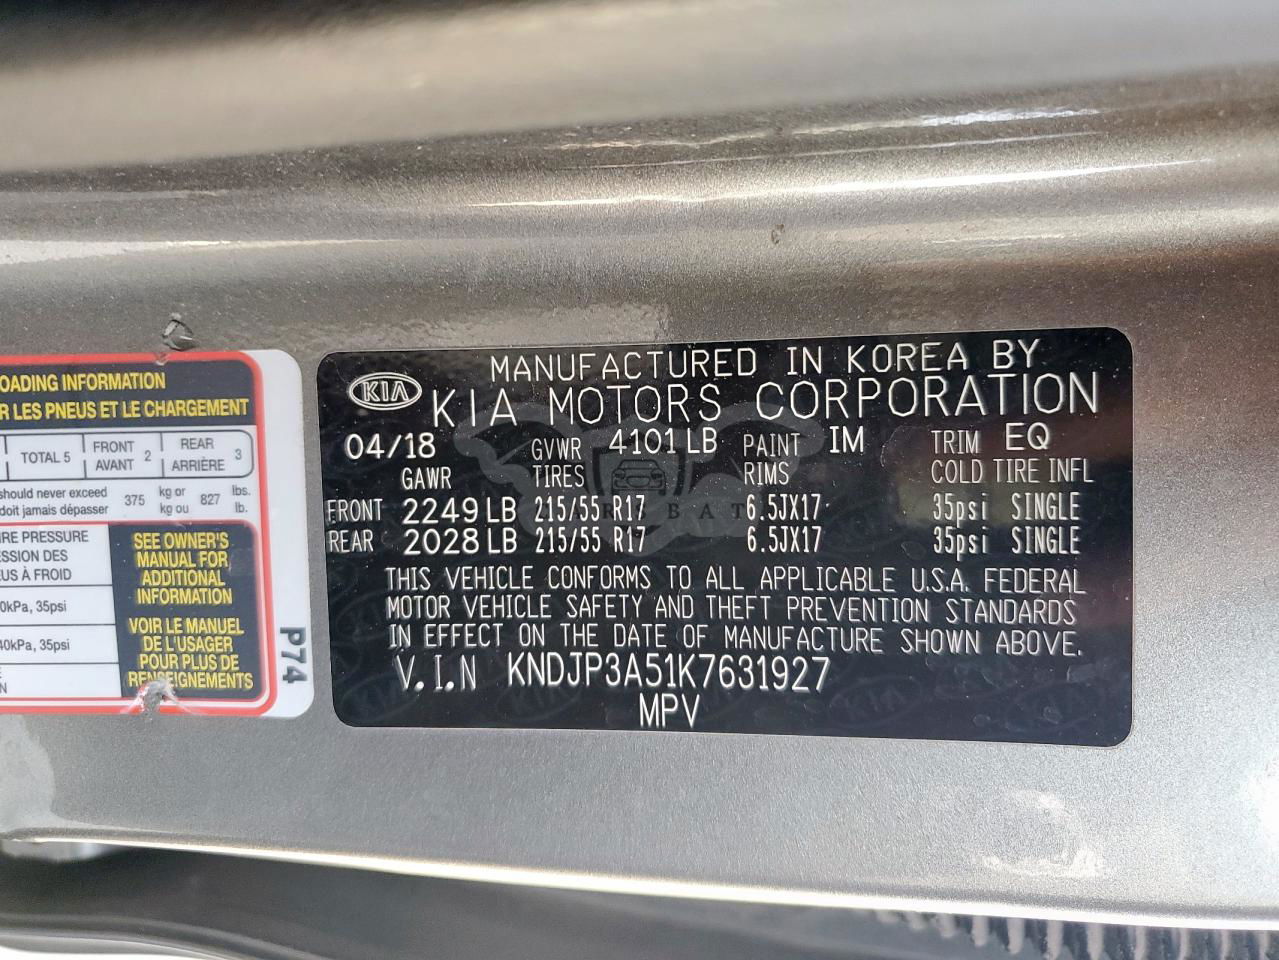 OADING INFORMATION
R LES PNEUS ET LE CHARGEMENT
TOTAL 5 FRONT AVANT 2 REAR ARRIÈRE 3
should never exceed 375 kg or 827 lbs.
doit jamais dépasser kg ou lb.
IRE PRESSURE
ESSION DES
US À FROID
0kPa, 35psi
40kPa, 35psi
SEE OWNER'S
MANUAL FOR
ADDITIONAL
INFORMATION
VOIR LE MANUEL
DE L'USAGER
POUR PLUS DE
RENSEIGNEMENTS
P74
MANUFACTURED IN KOREA BY
KIA KIA MOTORS CORPORATION
04/18 GVWR 4101 LB PAINT IM TRIM EQ
GAWR TIRES RIMS COLD TIRE INFL
FRONT 2249 LB 215/55 R17 6.5JX17 35psi SINGLE
REAR 2028 LB 215/55 R17 6.5JX17 35psi SINGLE
THIS VEHICLE CONFORMS TO ALL APPLICABLE U.S.A. FEDERAL
MOTOR VEHICLE SAFETY AND THEFT PREVENTION STANDARDS
IN EFFECT ON THE DATE OF MANUFACTURE SHOWN ABOVE.
V.I.N KNDJP3A51K7631927
MPV